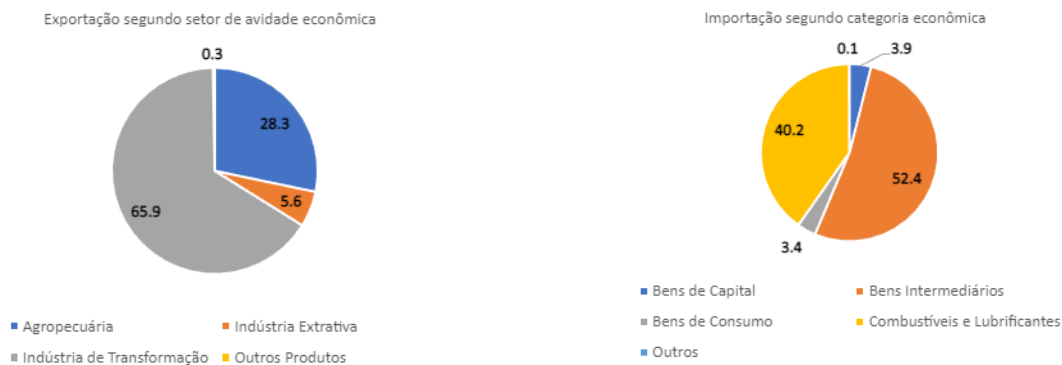 Exportação segundo setor de avidade econômica
0.3
28.3
5.6
65.9
Agropecuária
Indústria Extrativa
Indústria de Transformação
Outros Produtos
Importação segundo categoria econômica
0.1
3.9
40.2
52.4
3.4
Bens de Capital
Bens Intermediários
Bens de Consumo
Combustíveis e Lubrificantes
Outros